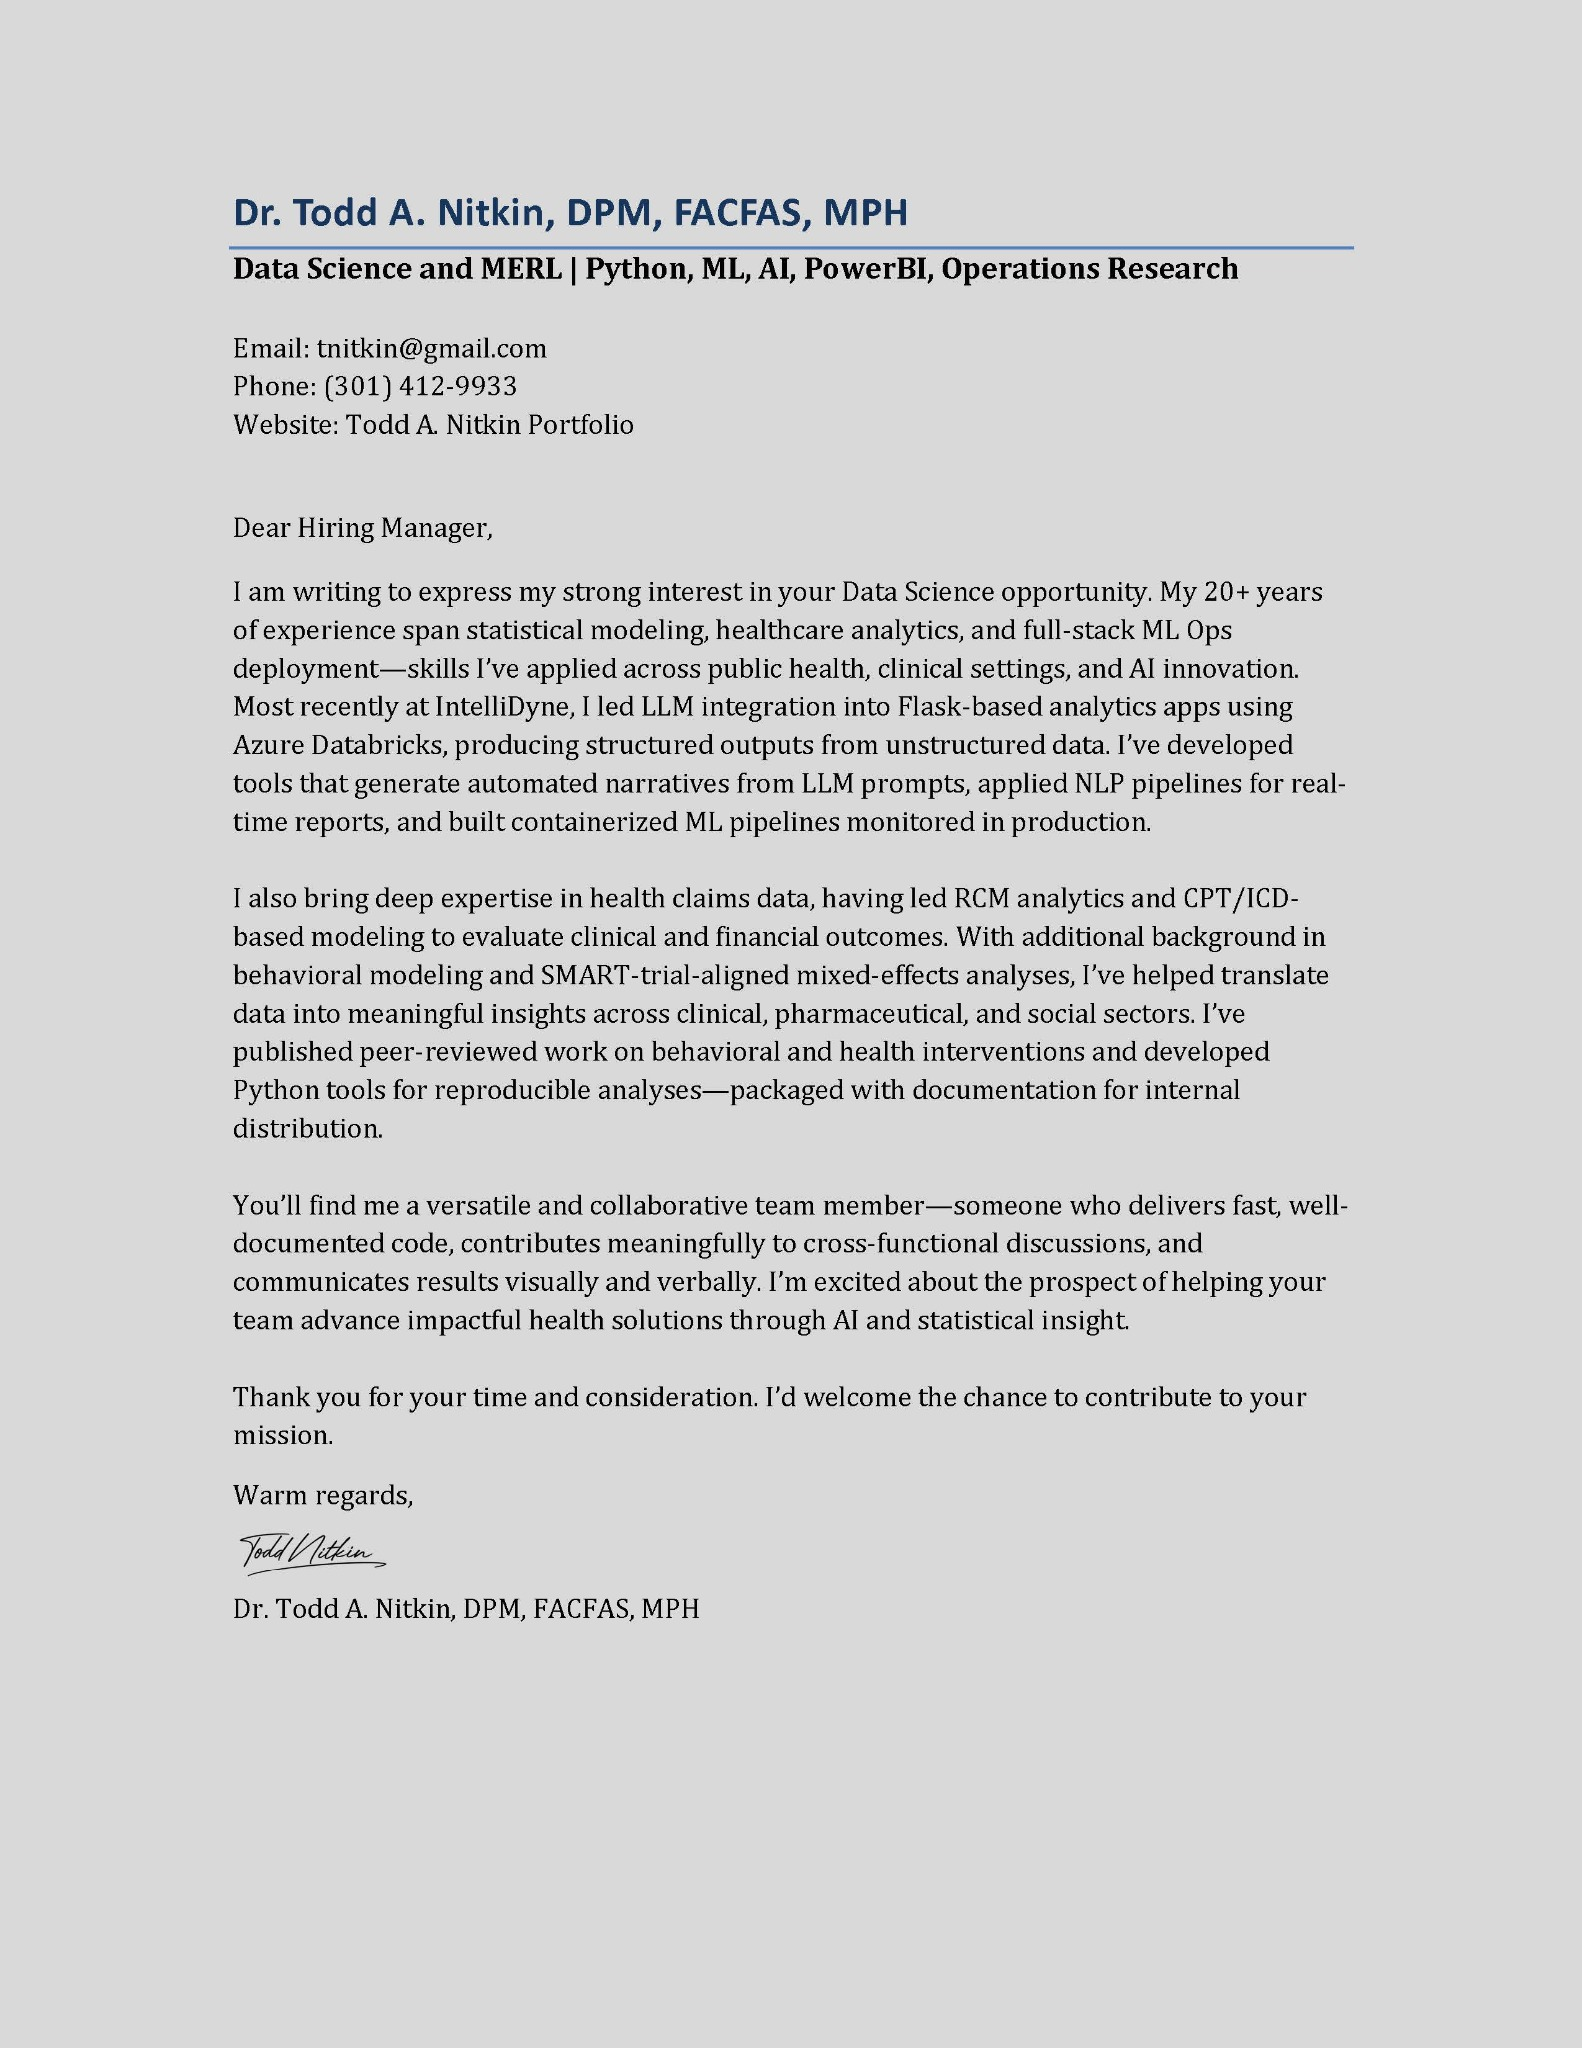 Dr. Todd A. Nitkin, DPM, FACFAS, MPH
Data Science and MERL | Python, ML, AI, PowerBI, Operations Research
Email: tnitkin@gmail.com
Phone: (301) 412-9933
Website: Todd A. Nitkin Portfolio
Dear Hiring Manager,
I am writing to express my strong interest in your Data Science opportunity. My 20+ years
of experience span statistical modeling, healthcare analytics, and full-stack ML Ops
deployment—skills I’ve applied across public health, clinical settings, and AI innovation.
Most recently at IntelliDyne, I led LLM integration into Flask-based analytics apps using
Azure Databricks, producing structured outputs from unstructured data. I’ve developed
tools that generate automated narratives from LLM prompts, applied NLP pipelines for real-
time reports, and built containerized ML pipelines monitored in production.
I also bring deep expertise in health claims data, having led RCM analytics and CPT/ICD-
based modeling to evaluate clinical and financial outcomes. With additional background in
behavioral modeling and SMART-trial-aligned mixed-effects analyses, I’ve helped translate
data into meaningful insights across clinical, pharmaceutical, and social sectors. I’ve
published peer-reviewed work on behavioral and health interventions and developed
Python tools for reproducible analyses—packaged with documentation for internal
distribution.
You’ll find me a versatile and collaborative team member—someone who delivers fast, well-
documented code, contributes meaningfully to cross-functional discussions, and
communicates results visually and verbally. I’m excited about the prospect of helping your
team advance impactful health solutions through AI and statistical insight.
Thank you for your time and consideration. I’d welcome the chance to contribute to your
mission.
Warm regards,
Todd Nitkin
Dr. Todd A. Nitkin, DPM, FACFAS, MPH